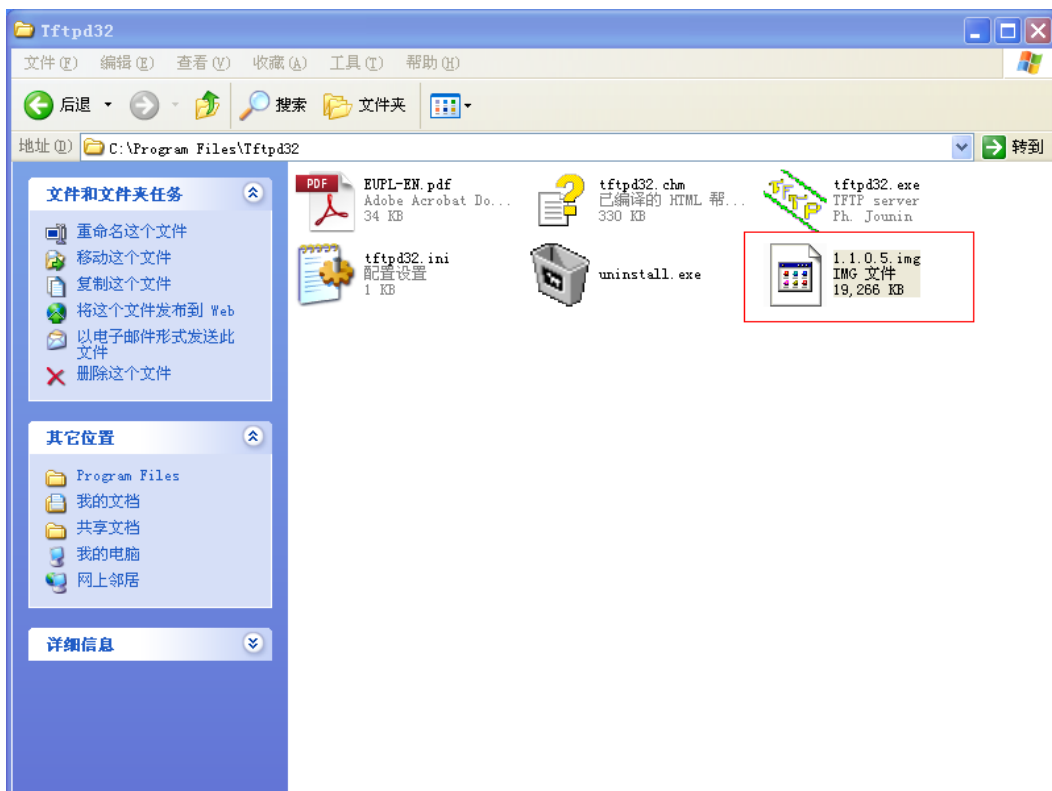 Tftpd32
文件(F) 编辑(E) 查看(V) 收藏(A) 工具(T) 帮助(H)
后退 搜索 文件夹
地址(D) C:\Program Files\Tftpd32 转到
文件和文件夹任务
重命名这个文件
移动这个文件
复制这个文件
将这个文件发布到 Web
以电子邮件形式发送此
文件
删除这个文件
其它位置
Program Files
我的文档
共享文档
我的电脑
网上邻居
详细信息
PDF
EUPL-EN.pdf
Adobe Acrobat Do...
34 KB
tftpd32.chm
已编译的 HTML 帮...
330 KB
TFTP
tftpd32.exe
TFTP server
Ph. Jounin
tftpd32.ini
配置设置
1 KB
uninstall.exe
1.1.0.5.img
IMG 文件
19,266 KB